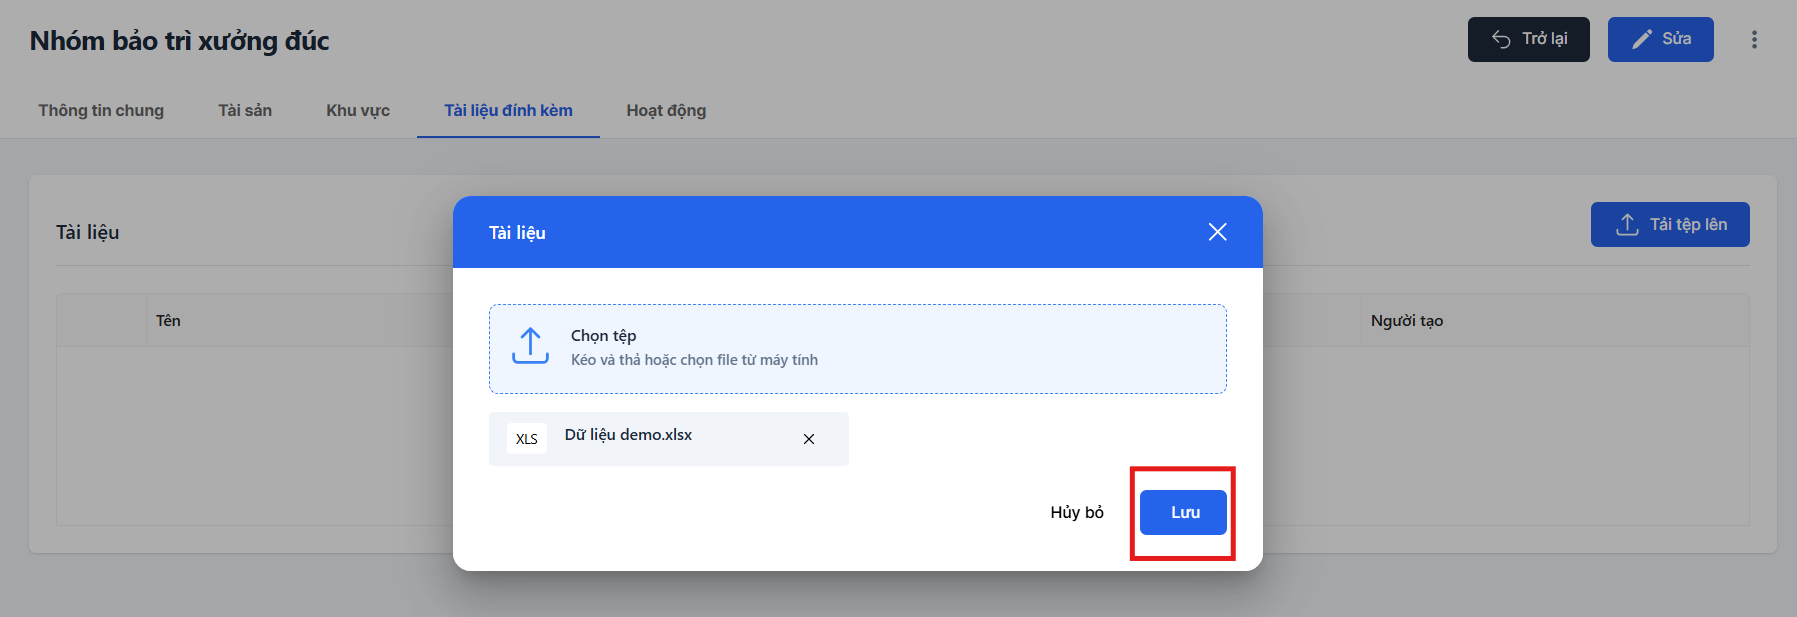 Nhóm bảo trì xưởng đúc
Trở lại
Sửa
Thông tin chung
Tài sản
Khu vực
Tài liệu đính kèm
Hoạt động
Tài liệu
Tải tệp lên
Tên
Người tạo
Tài liệu
Chọn tệp
Kéo và thả hoặc chọn file từ máy tính
XLS
Dữ liệu demo.xlsx
Hủy bỏ
Lưu